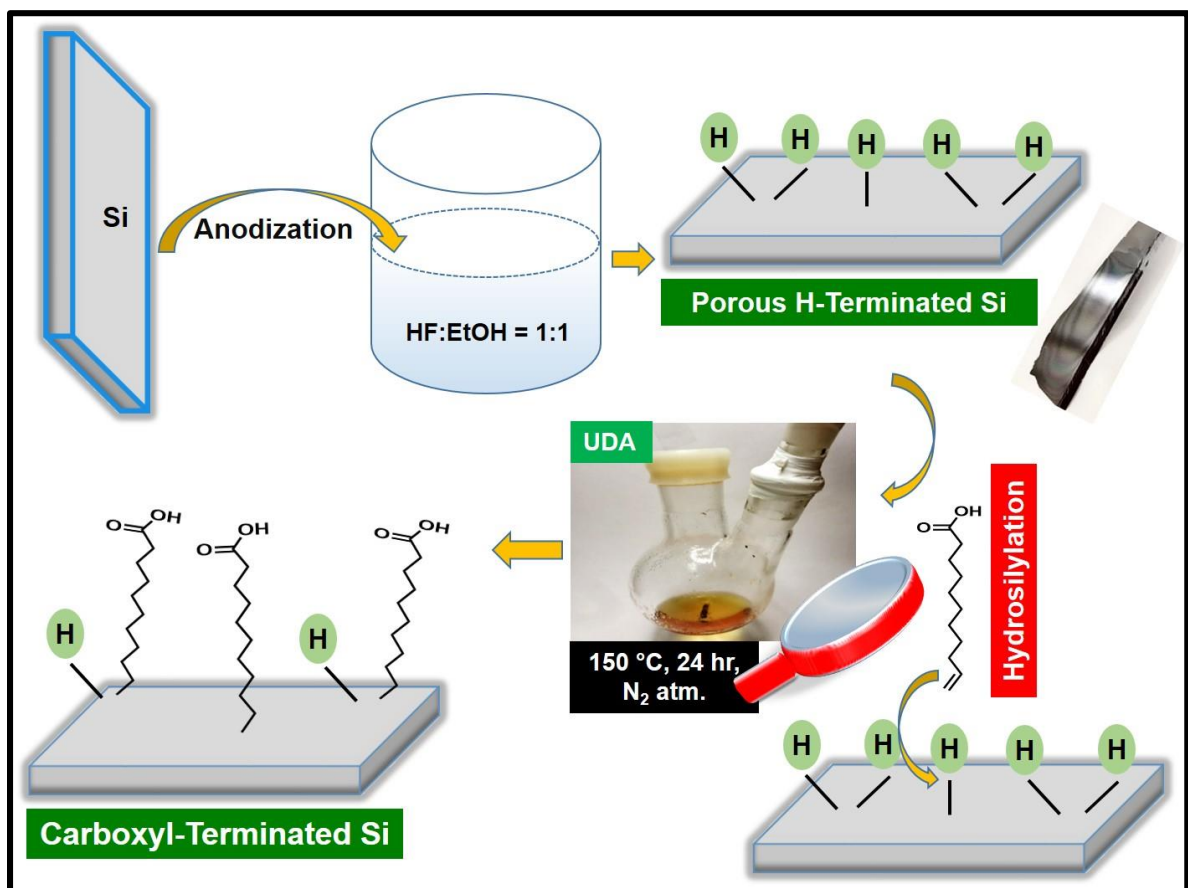 Si
Anodization
HF:EtOH = 1:1
H
H
H
H
H
Porous H-Terminated Si
UDA
150 °C, 24 hr,
N₂ atm.
O
OH
Hydrosilylation
H
H
H
H
H
O
OH
O
OH
O
OH
H
H
Carboxyl-Terminated Si